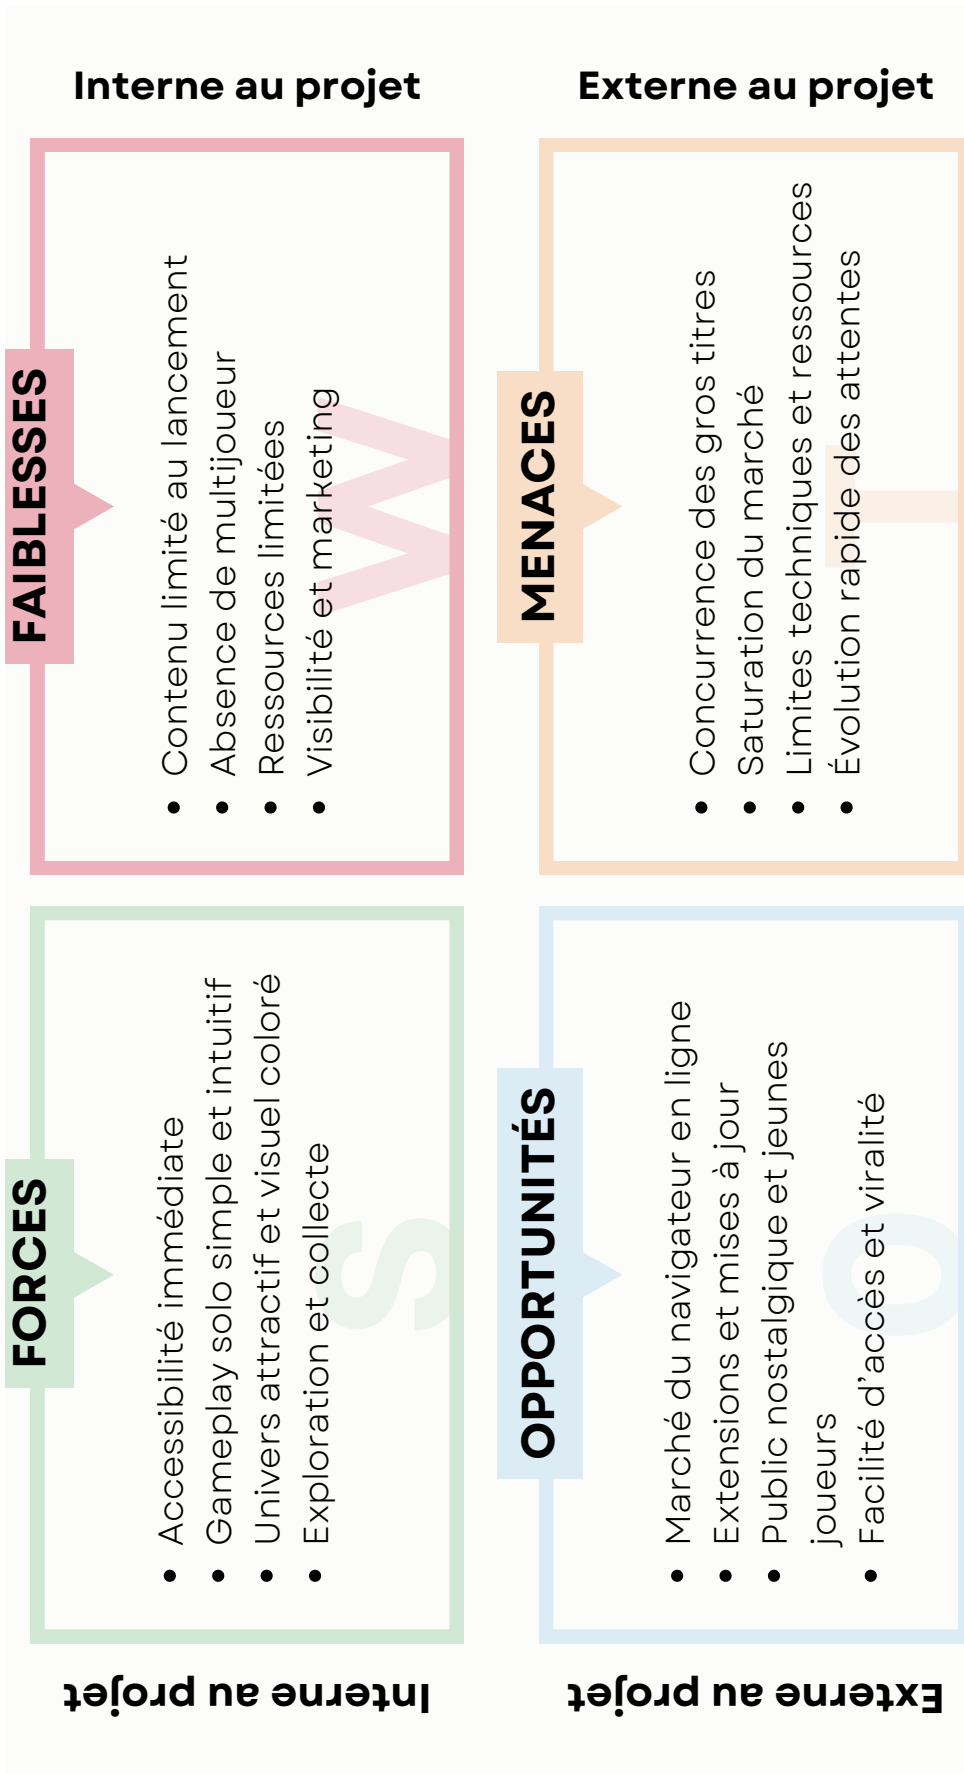 Interne au projet
FORCES
Accessibilité immédiate
Gameplay solo simple et intuitif
Univers attractif et visuel coloré
Exploration et collecte
S
FAIBLESSES
Contenu limité au lancement
Absence de multijoueur
Ressources limitées
Visibilité et marketing
W
Interne au projet
Externe au projet
OPPORTUNITÉS
Marché du navigateur en ligne
Extensions et mises à jour
Public nostalgique et jeunes
joueurs
Facilité d'accès et viralité
O
MENACES
Concurrence des gros titres
Saturation du marché
Limites techniques et ressources
Évolution rapide des attentes
T
Externe au projet